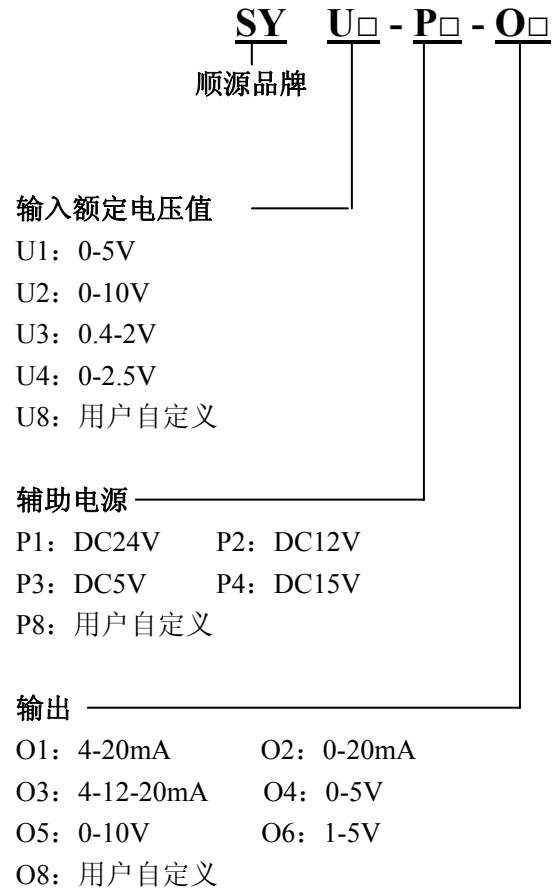 SY U□ - P□ - O□
顺源品牌
输入额定电压值
U1：0-5V
U2：0-10V
U3：0.4-2V
U4：0-2.5V
U8：用户自定义
辅助电源
P1：DC24V P2：DC12V
P3：DC5V P4：DC15V
P8：用户自定义
输出
O1：4-20mA O2：0-20mA
O3：4-12-20mA O4：0-5V
O5：0-10V O6：1-5V
O8：用户自定义